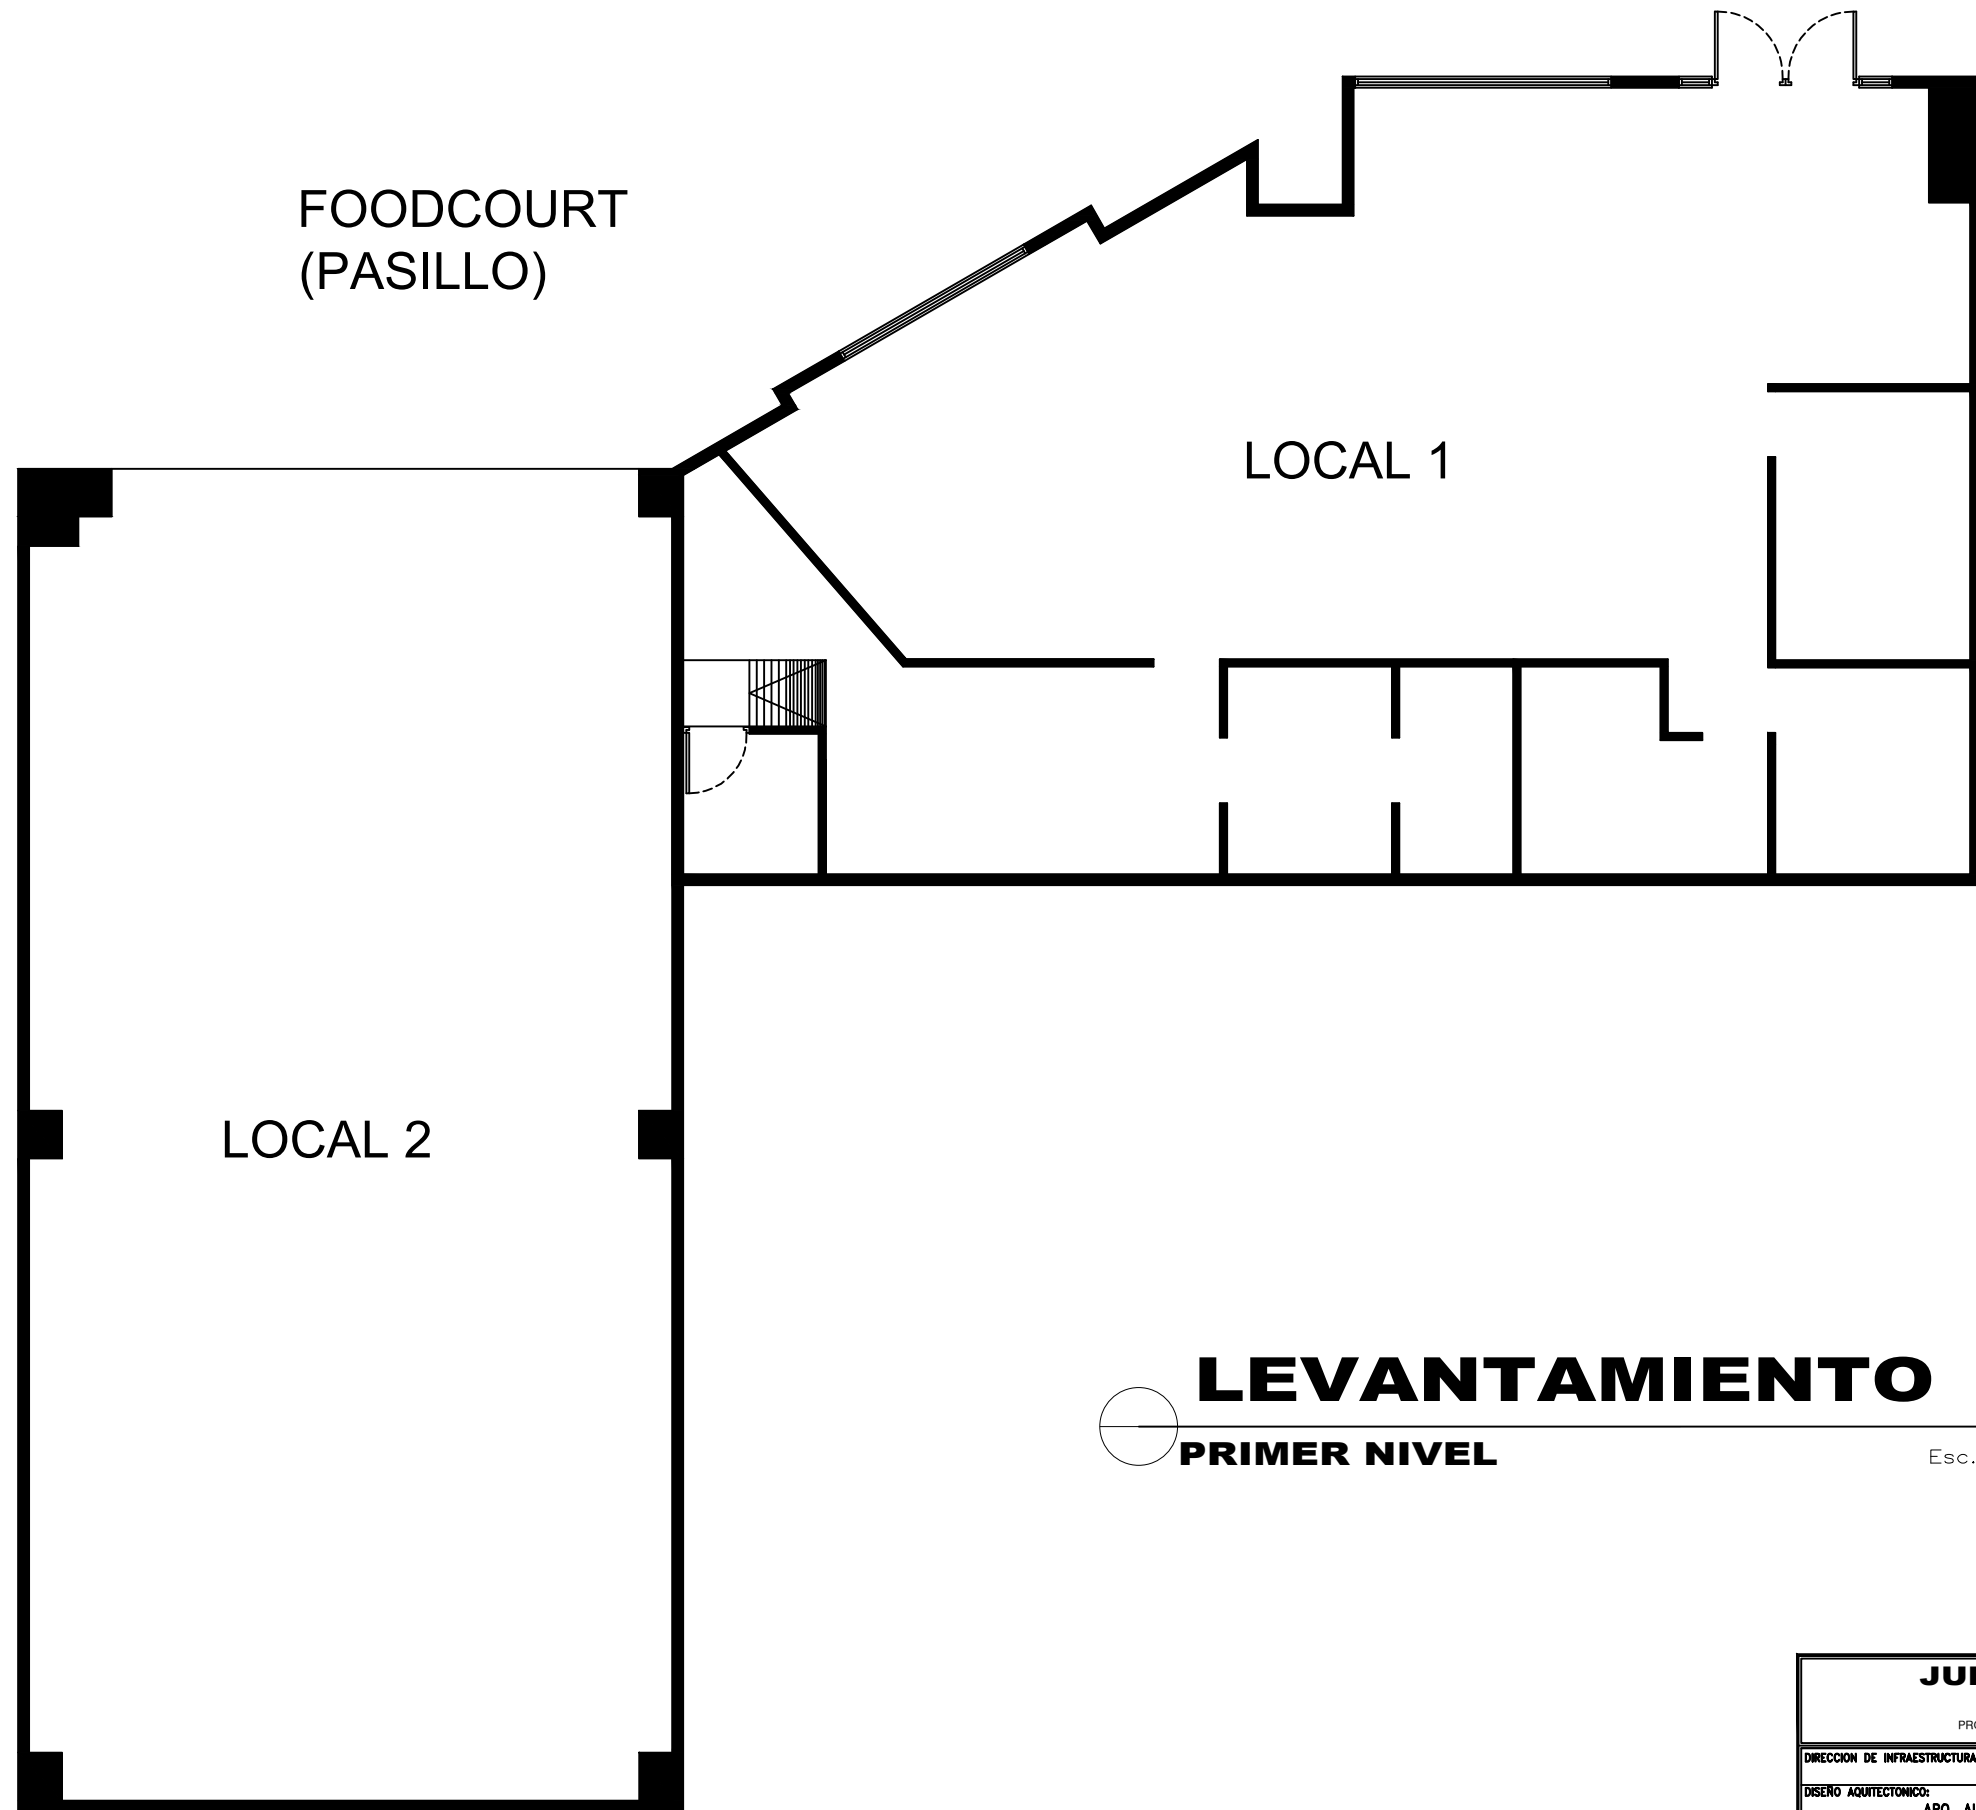 FOODCOURT
(PASILLO)
LOCAL 1
LOCAL 2
LEVANTAMIENTO
PRIMER NIVEL
Esc.
DIRECCION DE INFRAESTRUCTURA
DISEÑO AQUITECTONICO: